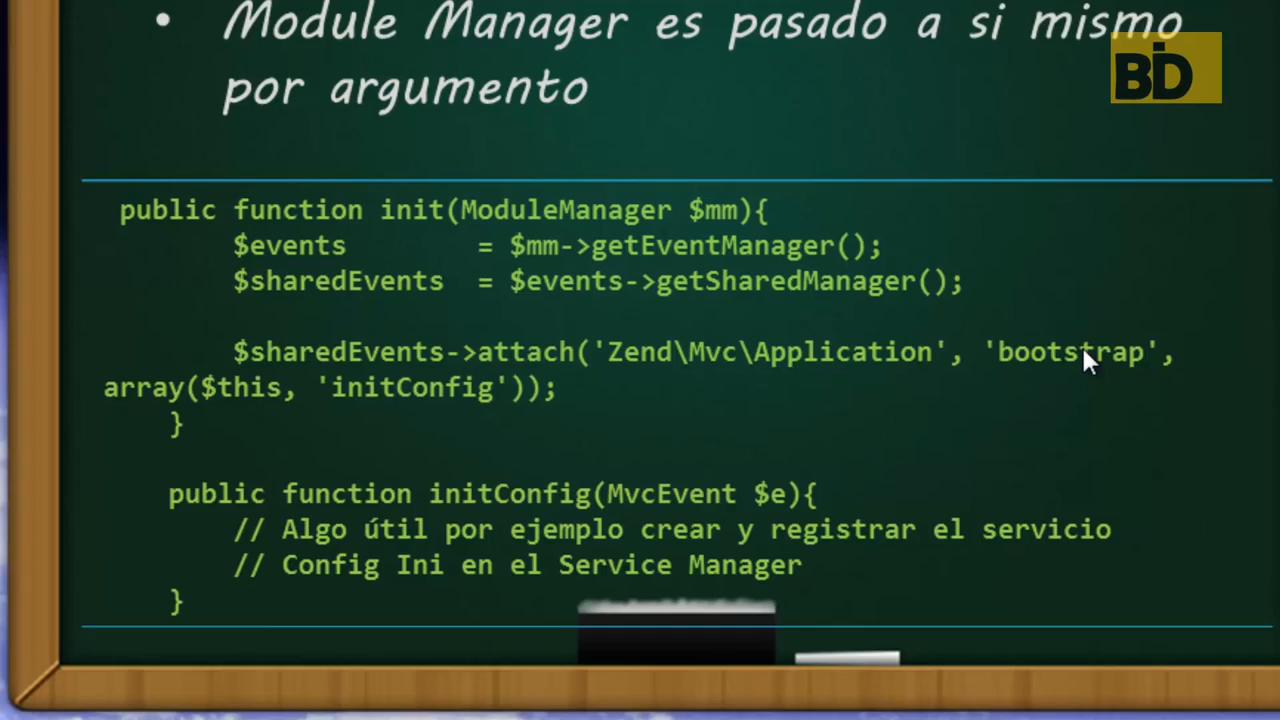 • Module Manager es pasado a si mismo
por argumento
BID
public function init(ModuleManager $mm){
$events = $mm->getEventManager();
$sharedEvents = $events->getSharedManager();
$sharedEvents->attach('Zend\Mvc\Application', 'bootstrap',
array($this, 'initConfig'));
}
public function initConfig(MvcEvent $e){
// Algo útil por ejemplo crear y registrar el servicio
// Config Ini en el Service Manager
}